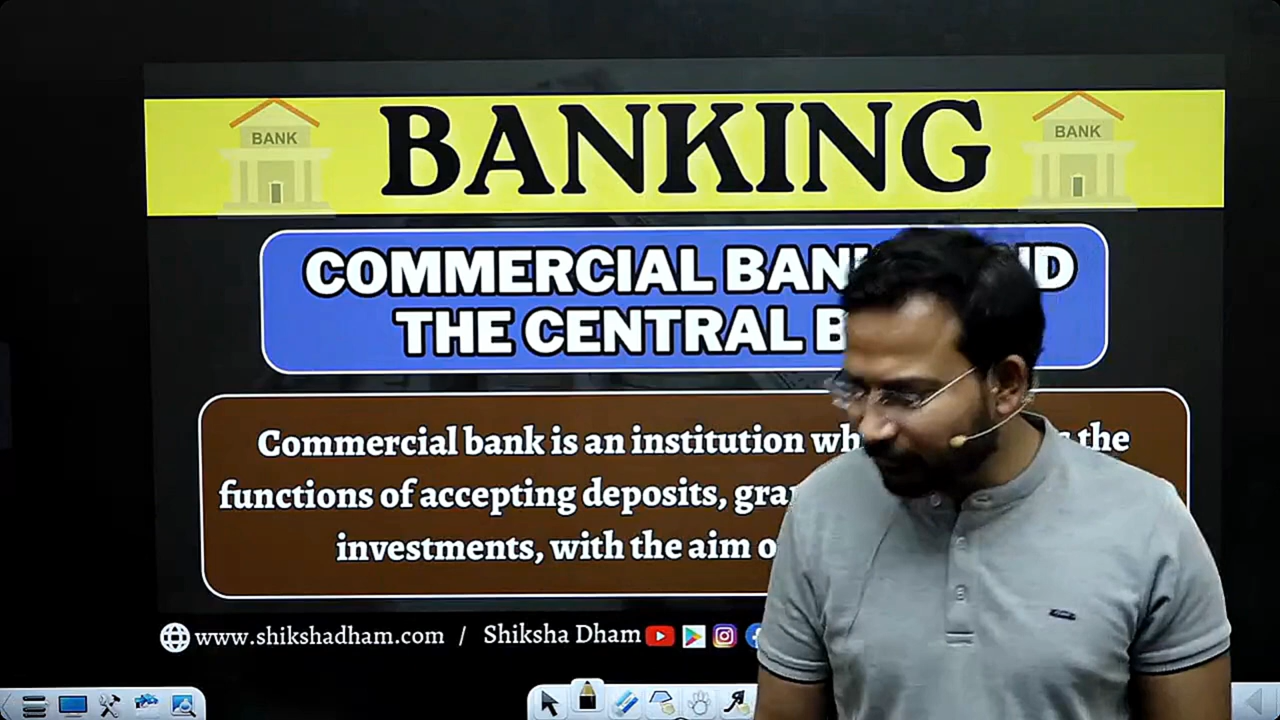 BANKING
BANK
BANK
COMMERCIAL BAN
THE CENTRAL B
Commercial bank is an institution wh the
functions of accepting deposits, gra
investments, with the aim o
www.shikshadham.com / Shiksha Dham